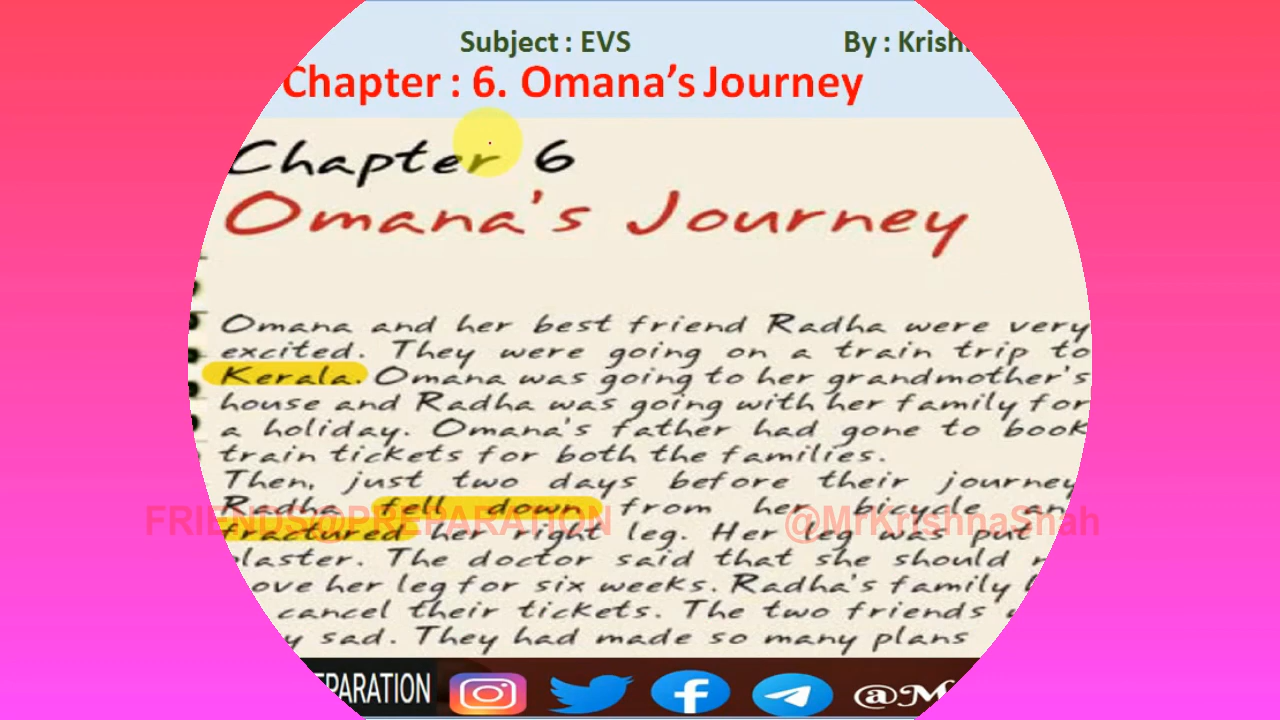 Subject : EVS
By : Krish
Chapter : 6. Omana's Journey
Chapter 6
Omana's Journey
Omana and her best friend Radha were very
excited. They were going on a train trip to
Kerala. Omana was going to her grandmother's
house and Radha was going with her family for
a holiday. Omana's father had gone to book
train tickets for both the families.
Then, just two days before their journey
Radha fell down from her bicycle an
fractured her right leg. Her leg was put
FRIENDS@PREPARATION @MrKrishnaShah
laster. The doctor said that she should
ove her leg for six weeks. Radha's family
cancel their tickets. The two friends
y sad. They had made so many plans
PARATION @M